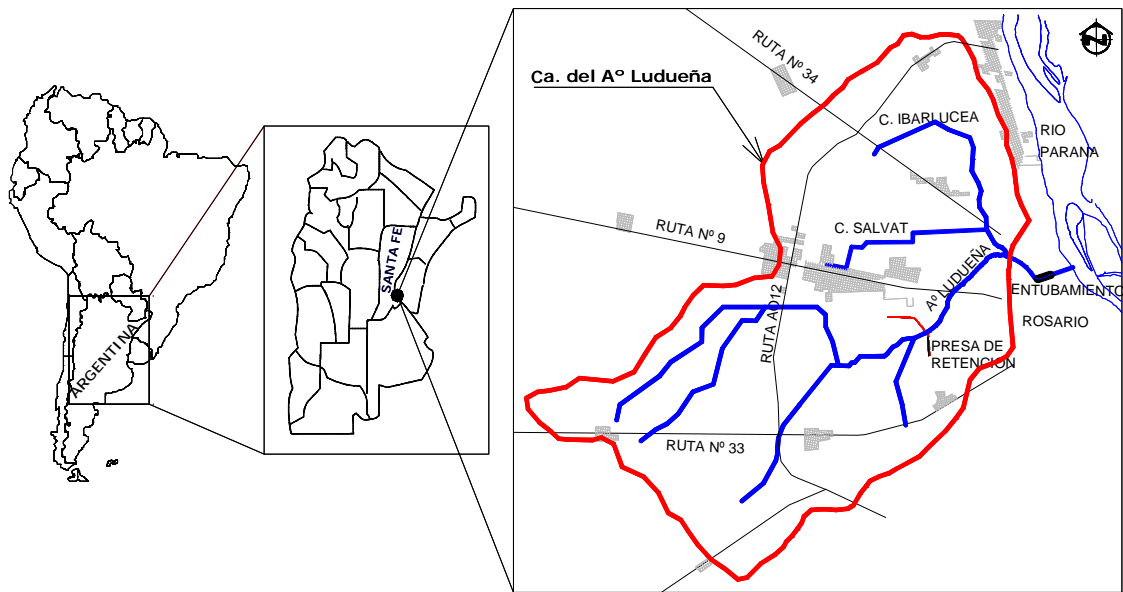 ARGENTINA
SANTA FE
Ca. del Aº Ludueña
RUTA Nº 34
C. IBARLUCEA
RIO
PARANA
RUTA Nº 9
C. SALVAT
Aº LUDUEÑA
ENTUBAMIENTO
RUTA AO12
ROSARIO
PRESA DE
RETENCION
RUTA Nº 33
N